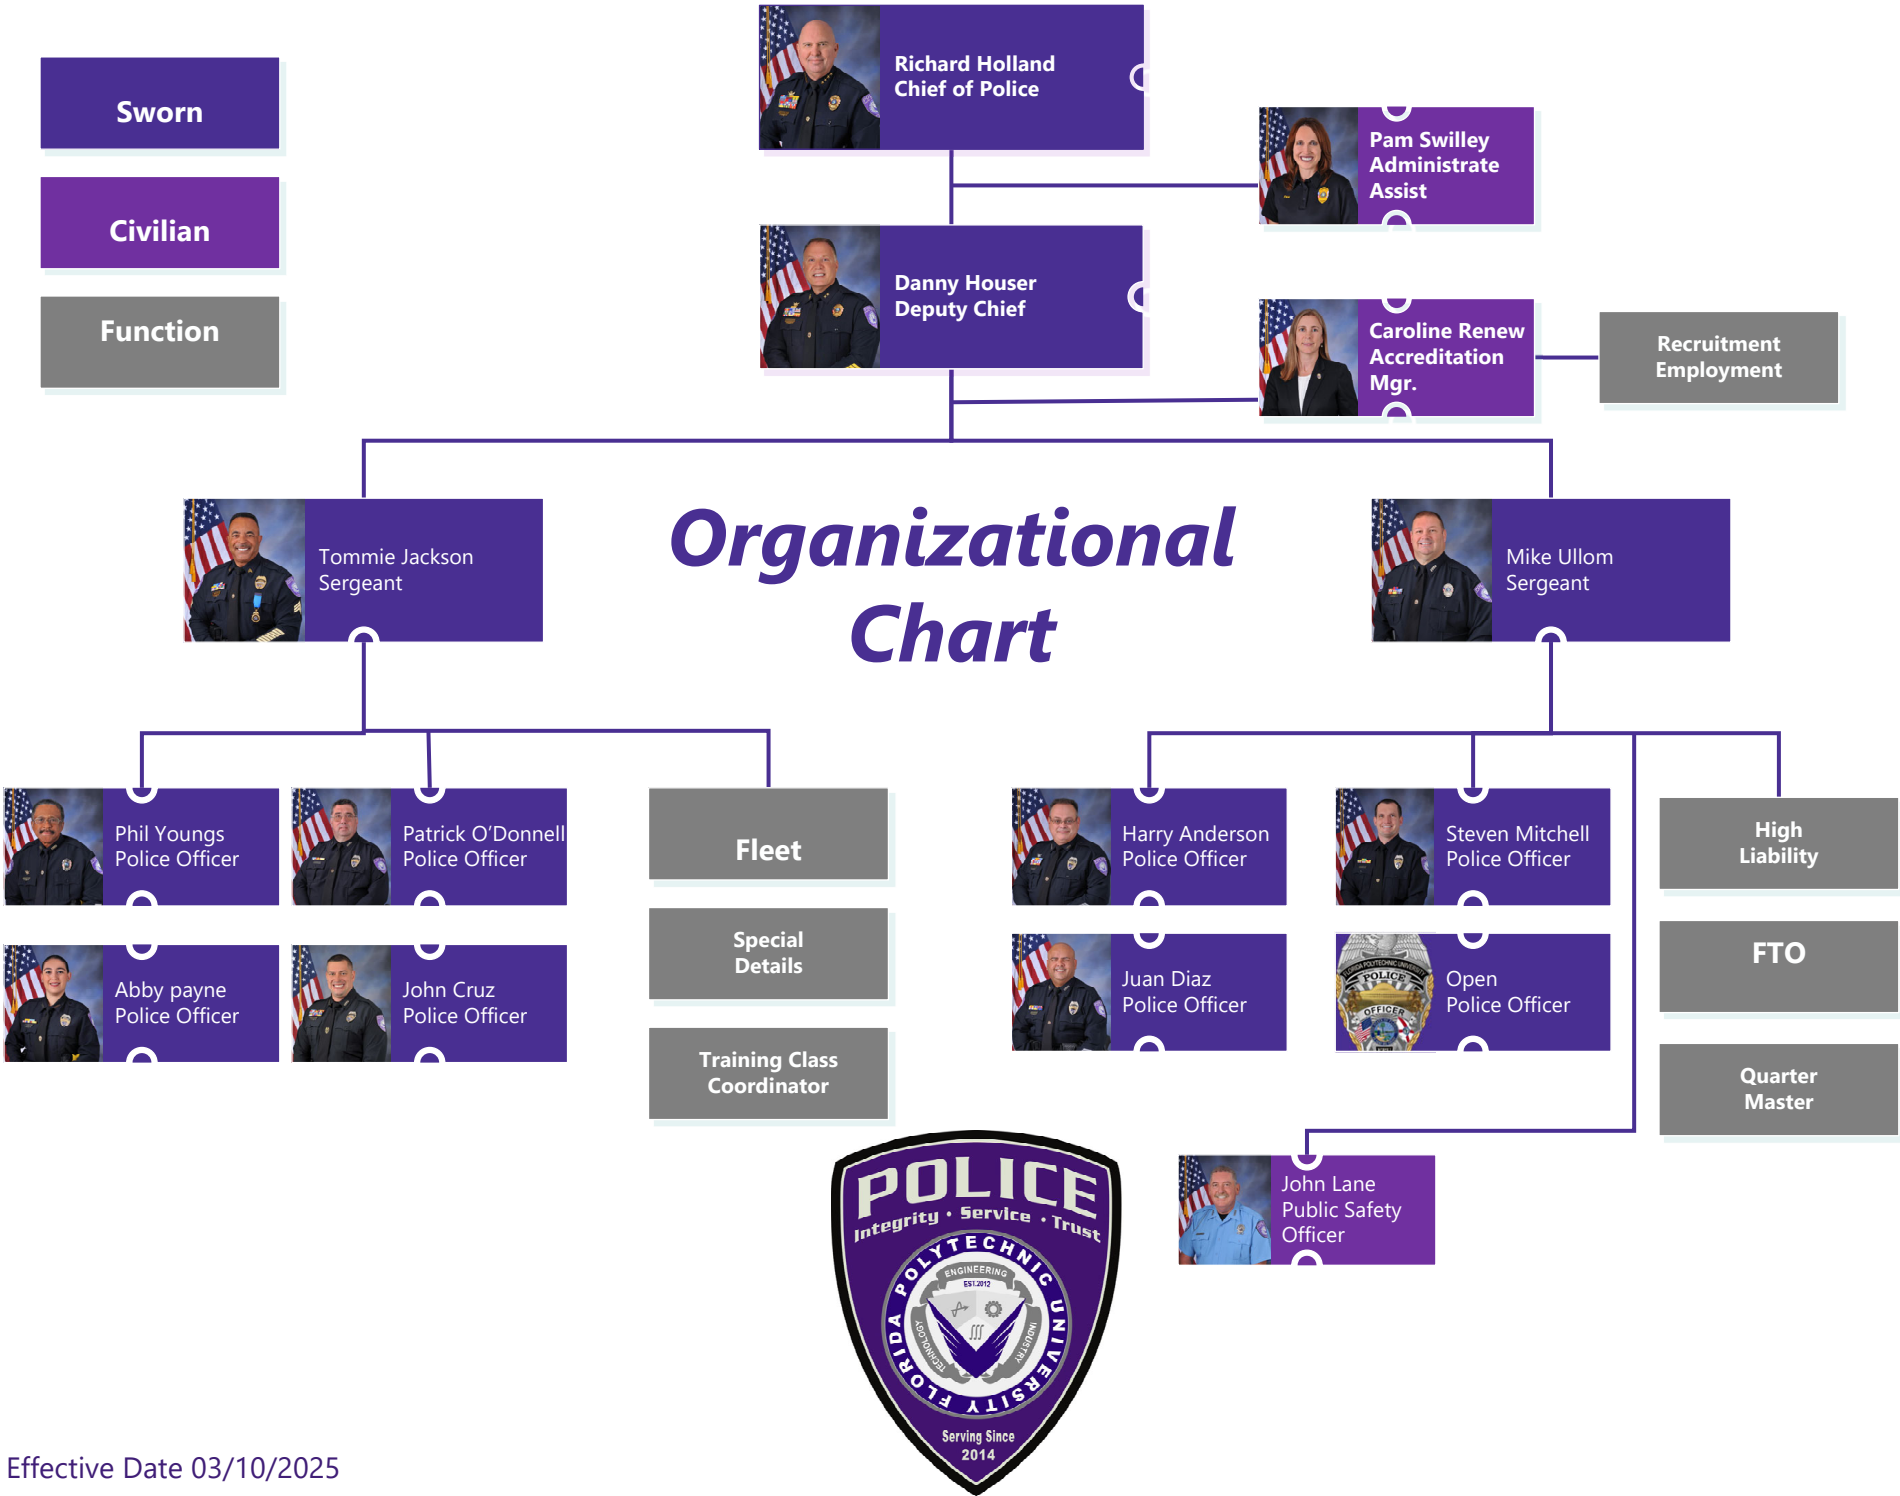 Sworn
Civilian
Function
Richard Holland
Chief of Police
Pam Swilley
Administrate
Assist
Danny Houser
Deputy Chief
Caroline Renew
Accreditation
Mgr.
Recruitment
Employment
Organizational
Chart
Tommie Jackson
Sergeant
Mike Ullom
Sergeant
Phil Youngs
Police Officer
Patrick O’Donnell
Police Officer
Abby payne
Police Officer
John Cruz
Police Officer
Fleet
Special
Details
Training Class
Coordinator
Harry Anderson
Police Officer
Steven Mitchell
Police Officer
Juan Diaz
Police Officer
FLORIDA POLYTECHNIC UNIVERSITY
POLICE
OFFICER
Open
Police Officer
High
Liability
FTO
Quarter
Master
John Lane
Public Safety
Officer
POLICE
Integrity · Service · Trust
FLORIDA POLYTECHNIC UNIVERSITY
ENGINEERING
EST.2012
TECHNOLOGY
INDUSTRY
Serving Since
2014
Effective Date 03/10/2025